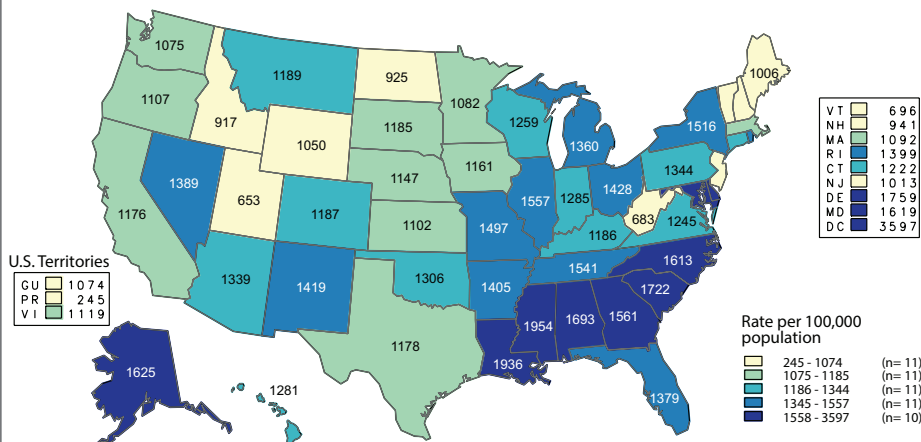 1075
1189
925
1006
1107
1082
917
1185
1259
1516
1360
1050
1161
1344
1389
653
1147
1557
1285
1428
683
1245
1187
1176
1102
1497
1186
1613
1541
1339
1419
1306
1405
1722
1954
1693
1561
1178
1936
1379
1625
1281
VT 696
NH 941
MA 1092
RI 1399
CT 1222
NJ 1013
DE 1759
MD 1619
DC 3597
U.S. Territories
GU 1074
PR 245
VI 1119
Rate per 100,000
population
245 - 1074 (n= 11)
1075 - 1185 (n= 11)
1186 - 1344 (n= 11)
1345 - 1557 (n= 11)
1558 - 3597 (n= 10)